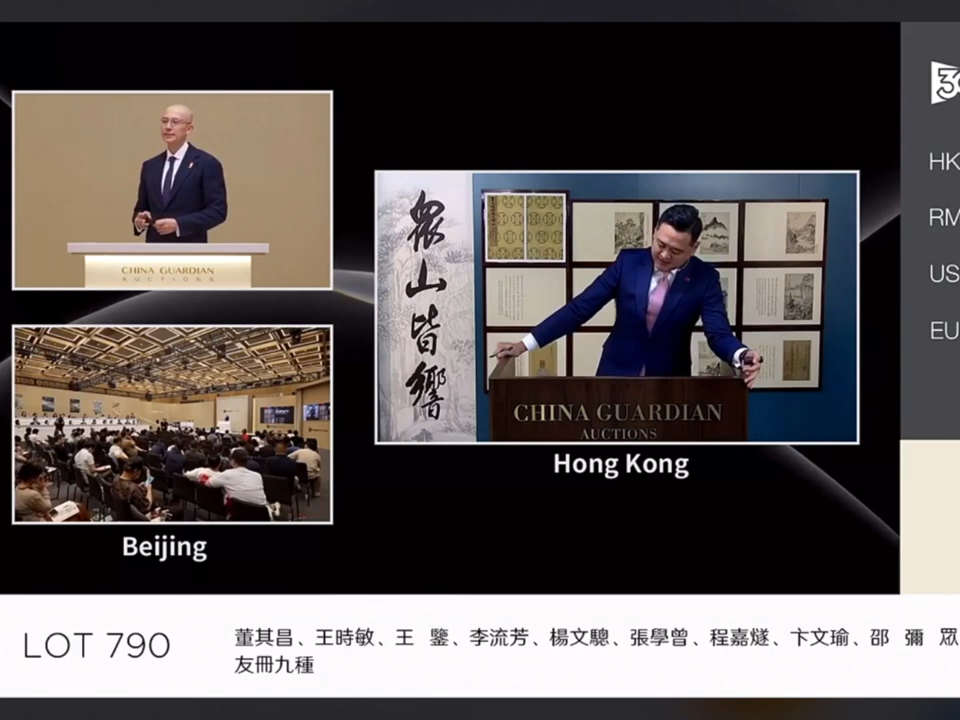 CHINA GUARDIAN
AUCTIONS
Beijing
眾山皆響
CHINA GUARDIAN
AUCTIONS
Hong Kong
HK
RM
US
EU
LOT 790
董其昌、王時敏、王 鑒、李流芳、楊文驄、張學曾、程嘉燧、卞文瑜、邵 彌 眾
友冊九種